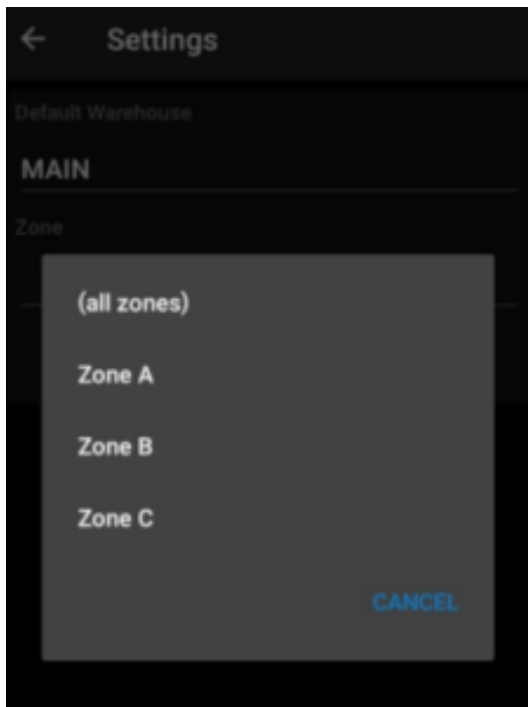 Settings
Default Warehouse
MAIN
Zone
(all zones)
Zone A
Zone B
Zone C
CANCEL